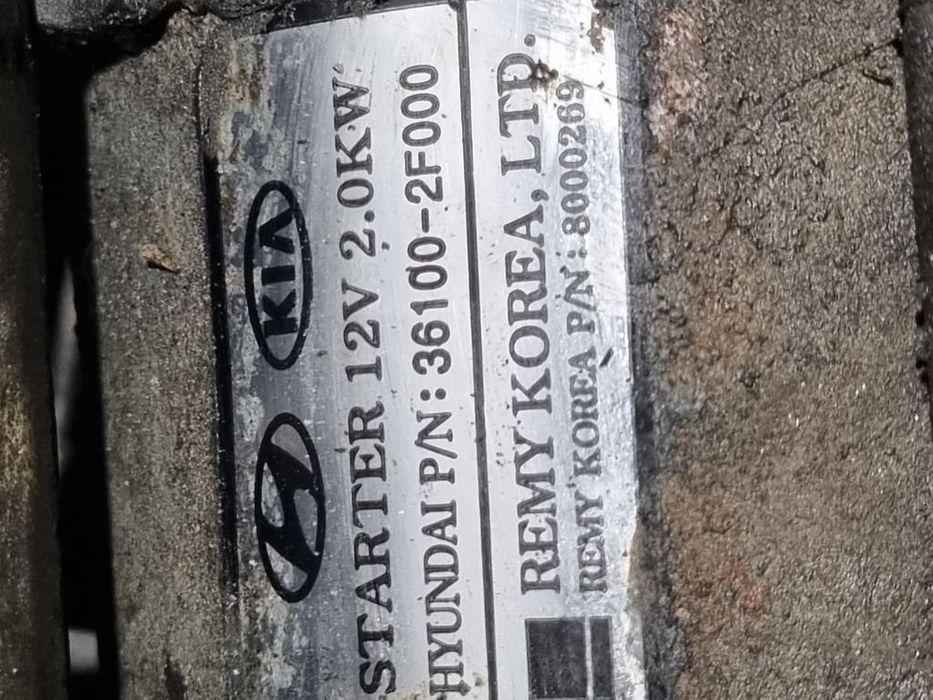 KIA
STARTER 12V 2.0KW
HYUNDAI P/N: 36100-2F000
REMY KOREA, LTD.
REMY KOREA P/N: 8000269